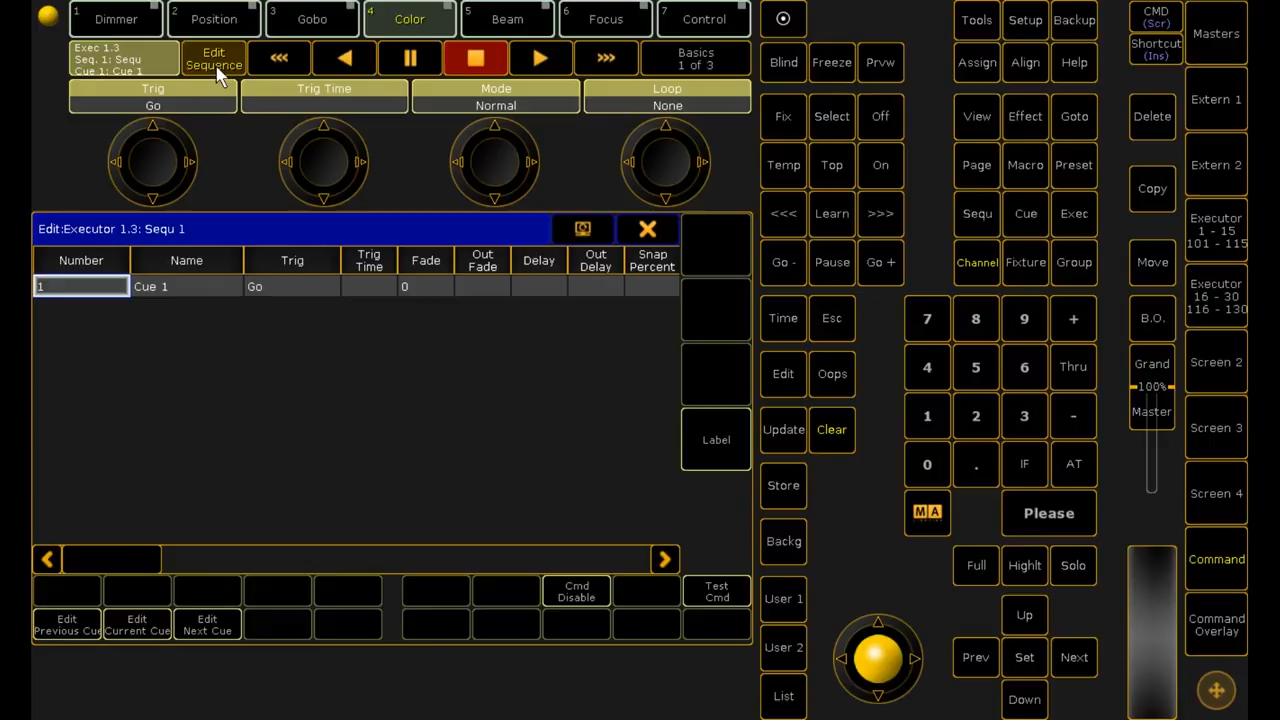 1 Dimmer
2 Position
3 Gobo
4 Color
5 Beam
6 Focus
7 Control
Exec 1.3
Seq. 1: Sequ
Cue 1: Cue 1
Edit
Sequence
Basics
1 of 3
Trig
Go
Trig Time
Mode
Normal
Loop
None
Edit:Executor 1.3: Sequ 1
Number
Name
Trig
Trig
Time
Fade
Out
Fade
Delay
Out
Delay
Snap
Percent
1
Cue 1
Go
0
Label
Cmd
Disable
Test
Cmd
Edit
Previous Cue
Edit
Current Cue
Edit
Next Cue
Blind
Freeze
Prvw
Fix
Select
Off
Temp
Top
On
<<<
Learn
>>>
Go -
Pause
Go +
Time
Esc
Edit
Oops
Update
Clear
Store
Backg
User 1
User 2
List
Tools
Setup
Backup
Assign
Align
Help
View
Effect
Goto
Page
Macro
Preset
Sequ
Cue
Exec
Channel
Fixture
Group
7
8
9
+
4
5
6
Thru
1
2
3
-
0
.
IF
AT
MA
Please
Full
Highlt
Solo
Up
Prev
Set
Next
Down
CMD
(Scr)
Shortcut
(Ins)
Delete
Copy
Move
B.O.
Grand
100%
Master
Masters
Extern 1
Extern 2
Executor
1 - 15
101 - 115
Executor
16 - 30
116 - 130
Screen 2
Screen 3
Screen 4
Command
Command
Overlay